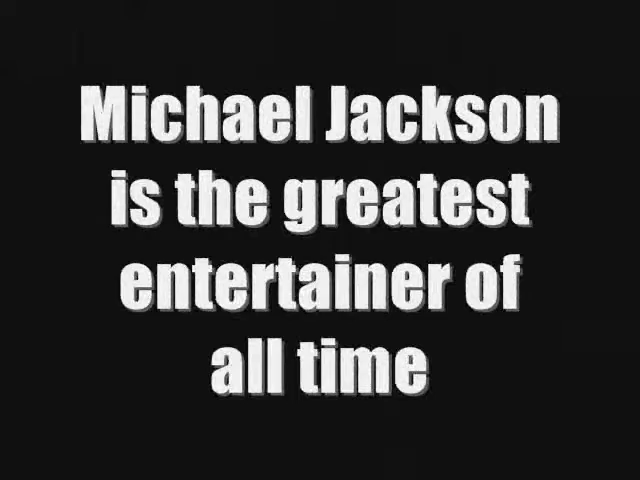 Michael Jackson
is the greatest
entertainer of
all time